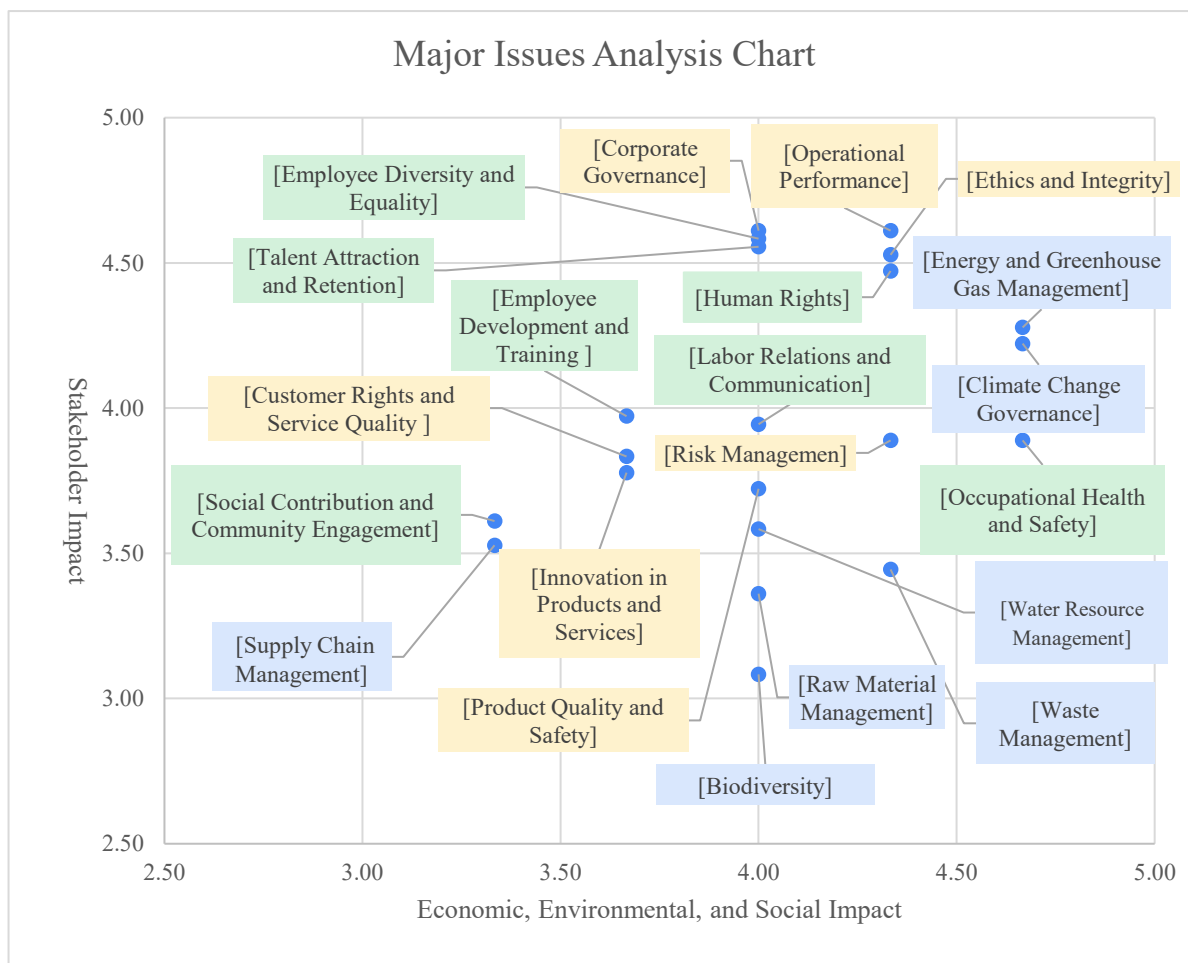 Major Issues Analysis Chart
5.00
4.50
4.00
3.50
3.00
2.50
Stakeholder Impact
[Corporate
Governance]
[Operational
Performance]
[Employee Diversity and
Equality]
[Ethics and Integrity]
[Talent Attraction
and Retention]
[Energy and Greenhouse
Gas Management]
[Human Rights]
[Employee
Development and
Training ]
[Labor Relations and
Communication]
[Customer Rights and
Service Quality ]
[Climate Change
Governance]
[Risk Managemen]
[Social Contribution and
Community Engagement]
[Occupational Health
and Safety]
[Innovation in
Products and
Services]
[Water Resource
Management]
[Supply Chain
Management]
[Raw Material
Management]
[Product Quality and
Safety]
[Waste
Management]
[Biodiversity]
2.50
3.00
3.50
4.00
4.50
5.00
Economic, Environmental, and Social Impact